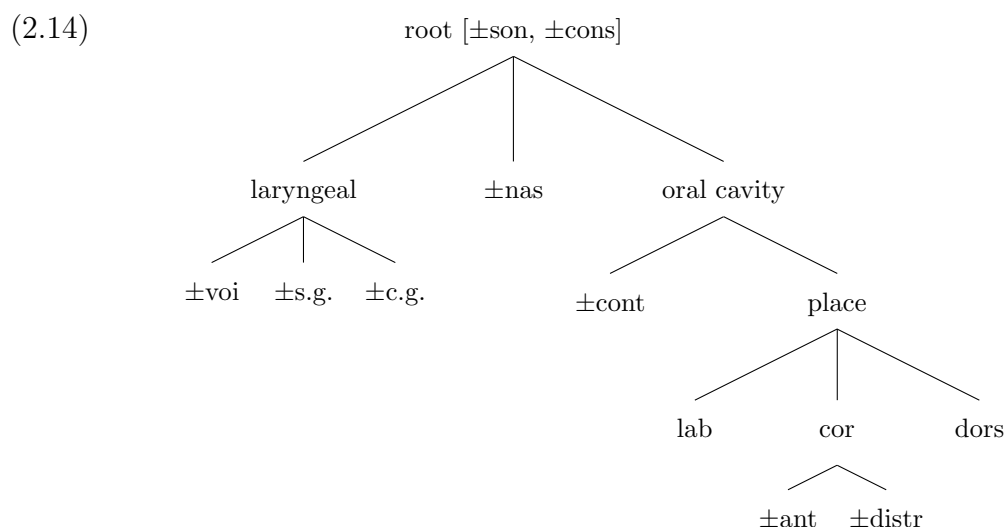 (2.14) root [±son, ±cons]
laryngeal ±nas oral cavity
±voi ±s.g. ±c.g. ±cont place
lab cor dors
±ant ±distr